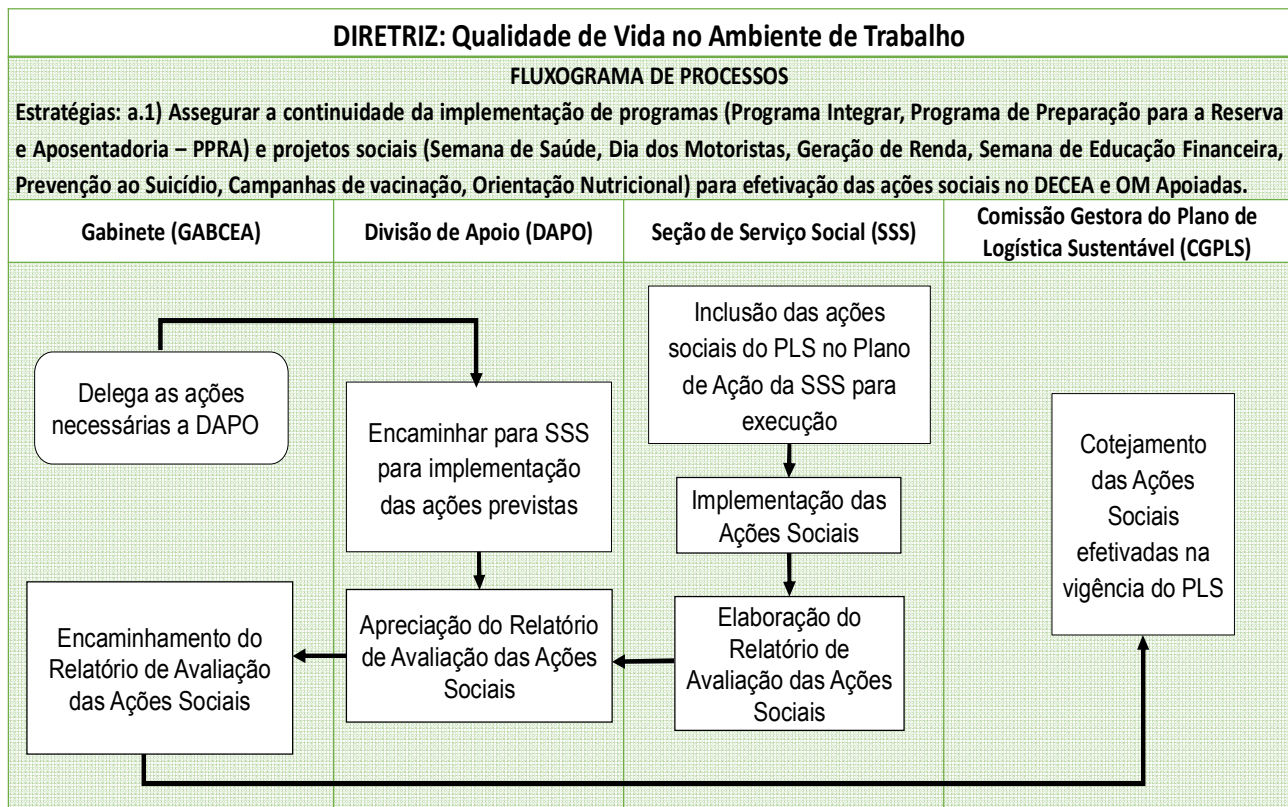 DIRETRIZ: Qualidade de Vida no Ambiente de Trabalho
FLUXOGRAMA DE PROCESSOS
Estratégias: a.1) Assegurar a continuidade da implementação de programas (Programa Integrar, Programa de Preparação para a Reserva
e Aposentadoria – PPRA) e projetos sociais (Semana de Saúde, Dia dos Motoristas, Geração de Renda, Semana de Educação Financeira,
Prevenção ao Suicídio, Campanhas de vacinação, Orientação Nutricional) para efetivação das ações sociais no DECEA e OM Apoiadas.
Gabinete (GABCEA)
Divisão de Apoio (DAPO)
Seção de Serviço Social (SSS)
Comissão Gestora do Plano de
Logística Sustentável (CGPLS)
Delega as ações
necessárias a DAPO
Encaminhar para SSS
para implementação
das ações previstas
Inclusão das ações
sociais do PLS no Plano
de Ação da SSS para
execução
Implementação das
Ações Sociais
Elaboração do
Relatório de
Avaliação das Ações
Sociais
Apreciação do Relatório
de Avaliação das Ações
Sociais
Encaminhamento do
Relatório de Avaliação
das Ações Sociais
Cotejamento
das Ações
Sociais
efetivadas na
vigência do PLS